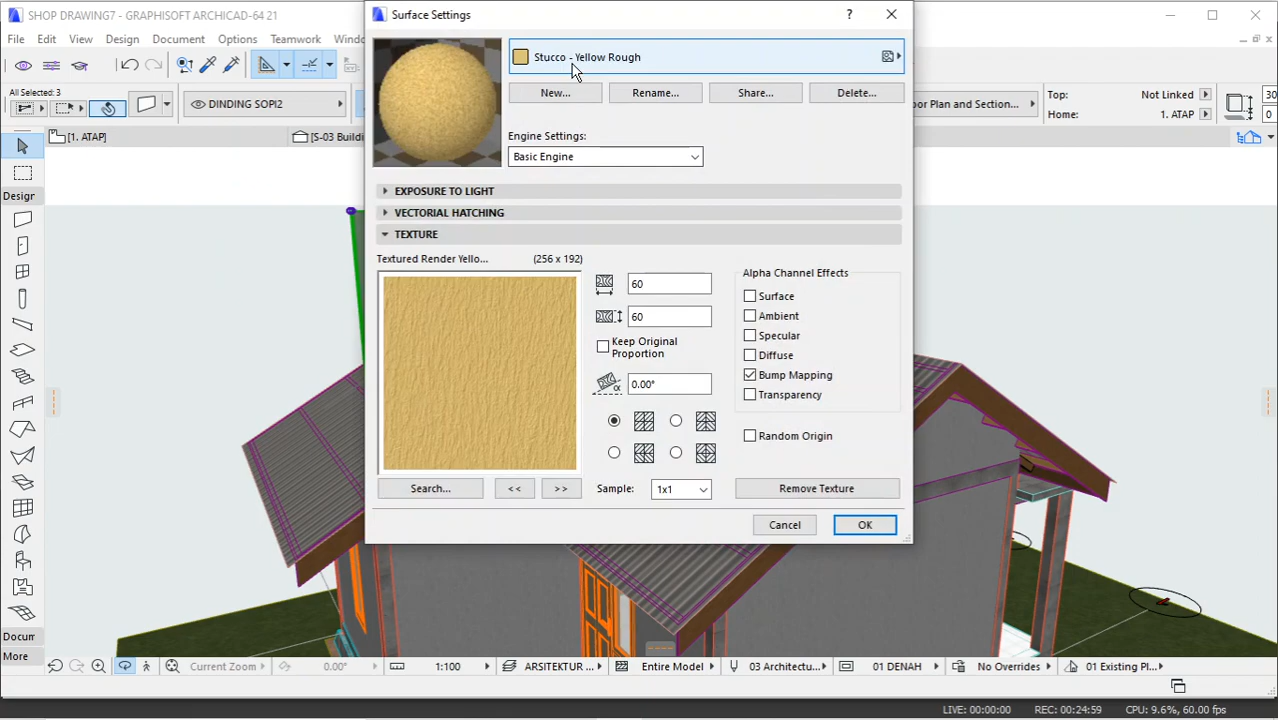 SHOP DRAWING7 - GRAPHISOFT ARCHICAD-64 21
Surface Settings
?
File Edit View Design Document Options Teamwork Windo
Stucco - Yellow Rough
New... Rename... Share... Delete...
All Selected: 3
DINDING SOPI2
oor Plan and Section...
Top: Not Linked 30
Home: 1. ATAP 0
Engine Settings:
Basic Engine
[1. ATAP]
[S-03 Buildi
Design
EXPOSURE TO LIGHT
VECTORIAL HATCHING
TEXTURE
Textured Render Yello... (256 x 192)
60
60
Keep Original
Proportion
α
0.00°
Alpha Channel Effects
Surface
Ambient
Specular
Diffuse
Bump Mapping
Transparency
Random Origin
Search... << >> Sample: 1x1 Remove Texture
Cancel OK
Docum
More
Current Zoom 0.00° 1:100 ARSITEKTUR ... Entire Model 03 Architectu... 01 DENAH No Overrides 01 Existing Pl...
LIVE: 00:00:00 REC: 00:24:59 CPU: 9.6%, 60.00 fps